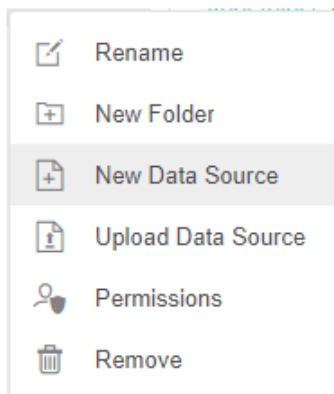 Rename
New Folder
New Data Source
Upload Data Source
Permissions
Remove